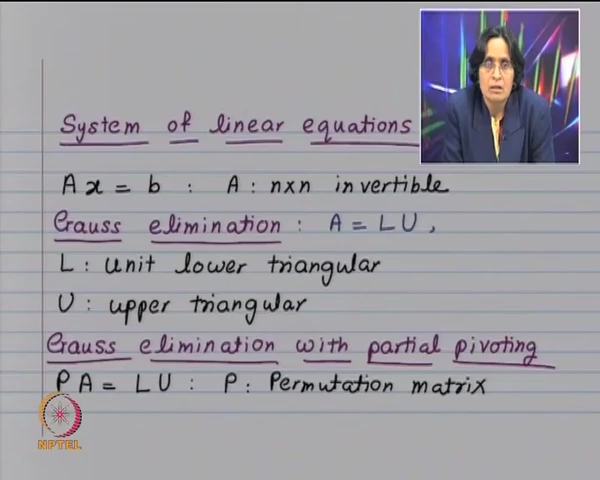 System of linear equations
Ax = b : A : nxn invertible
Gauss elimination : A = LU,
L : unit lower triangular
U : upper triangular
Gauss elimination with partial pivoting
PA = LU : P : Permutation matrix
NPTEL